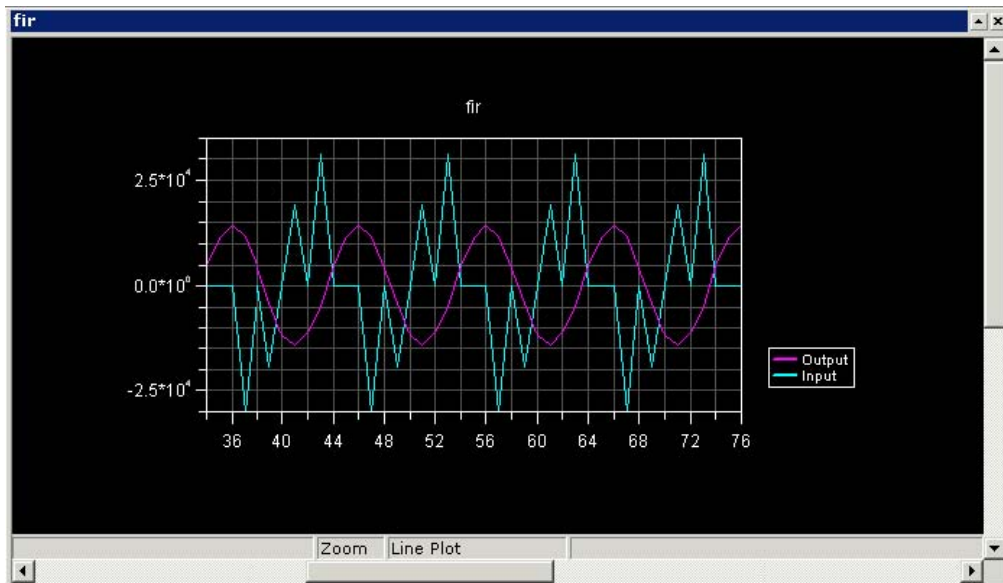 fir
fir
2.5*10⁴
0.0*10⁰
-2.5*10⁴
36 40 44 48 52 56 60 64 68 72 76
Output
Input
Zoom Line Plot